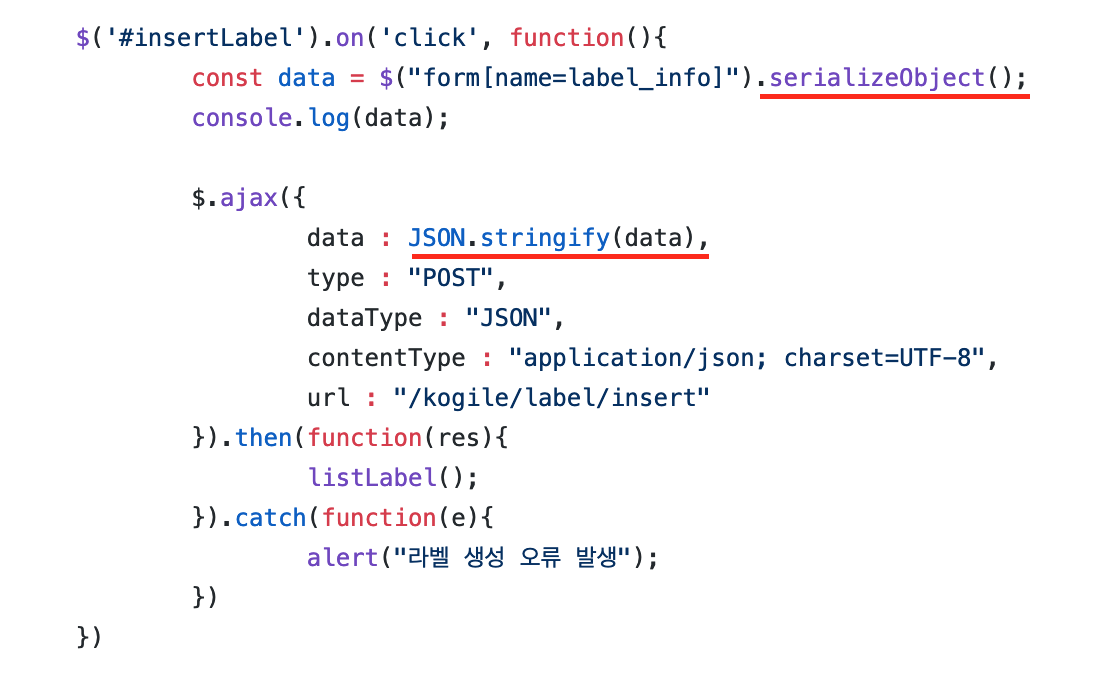 $('#insertLabel').on('click', function(){
const data = $("form[name=label_info]").serializeObject();
console.log(data);
$.ajax({
data : JSON.stringify(data),
type : "POST",
dataType : "JSON",
contentType : "application/json; charset=UTF-8",
url : "/kogile/label/insert"
}).then(function(res){
listLabel();
}).catch(function(e){
alert("라벨 생성 오류 발생");
})
})